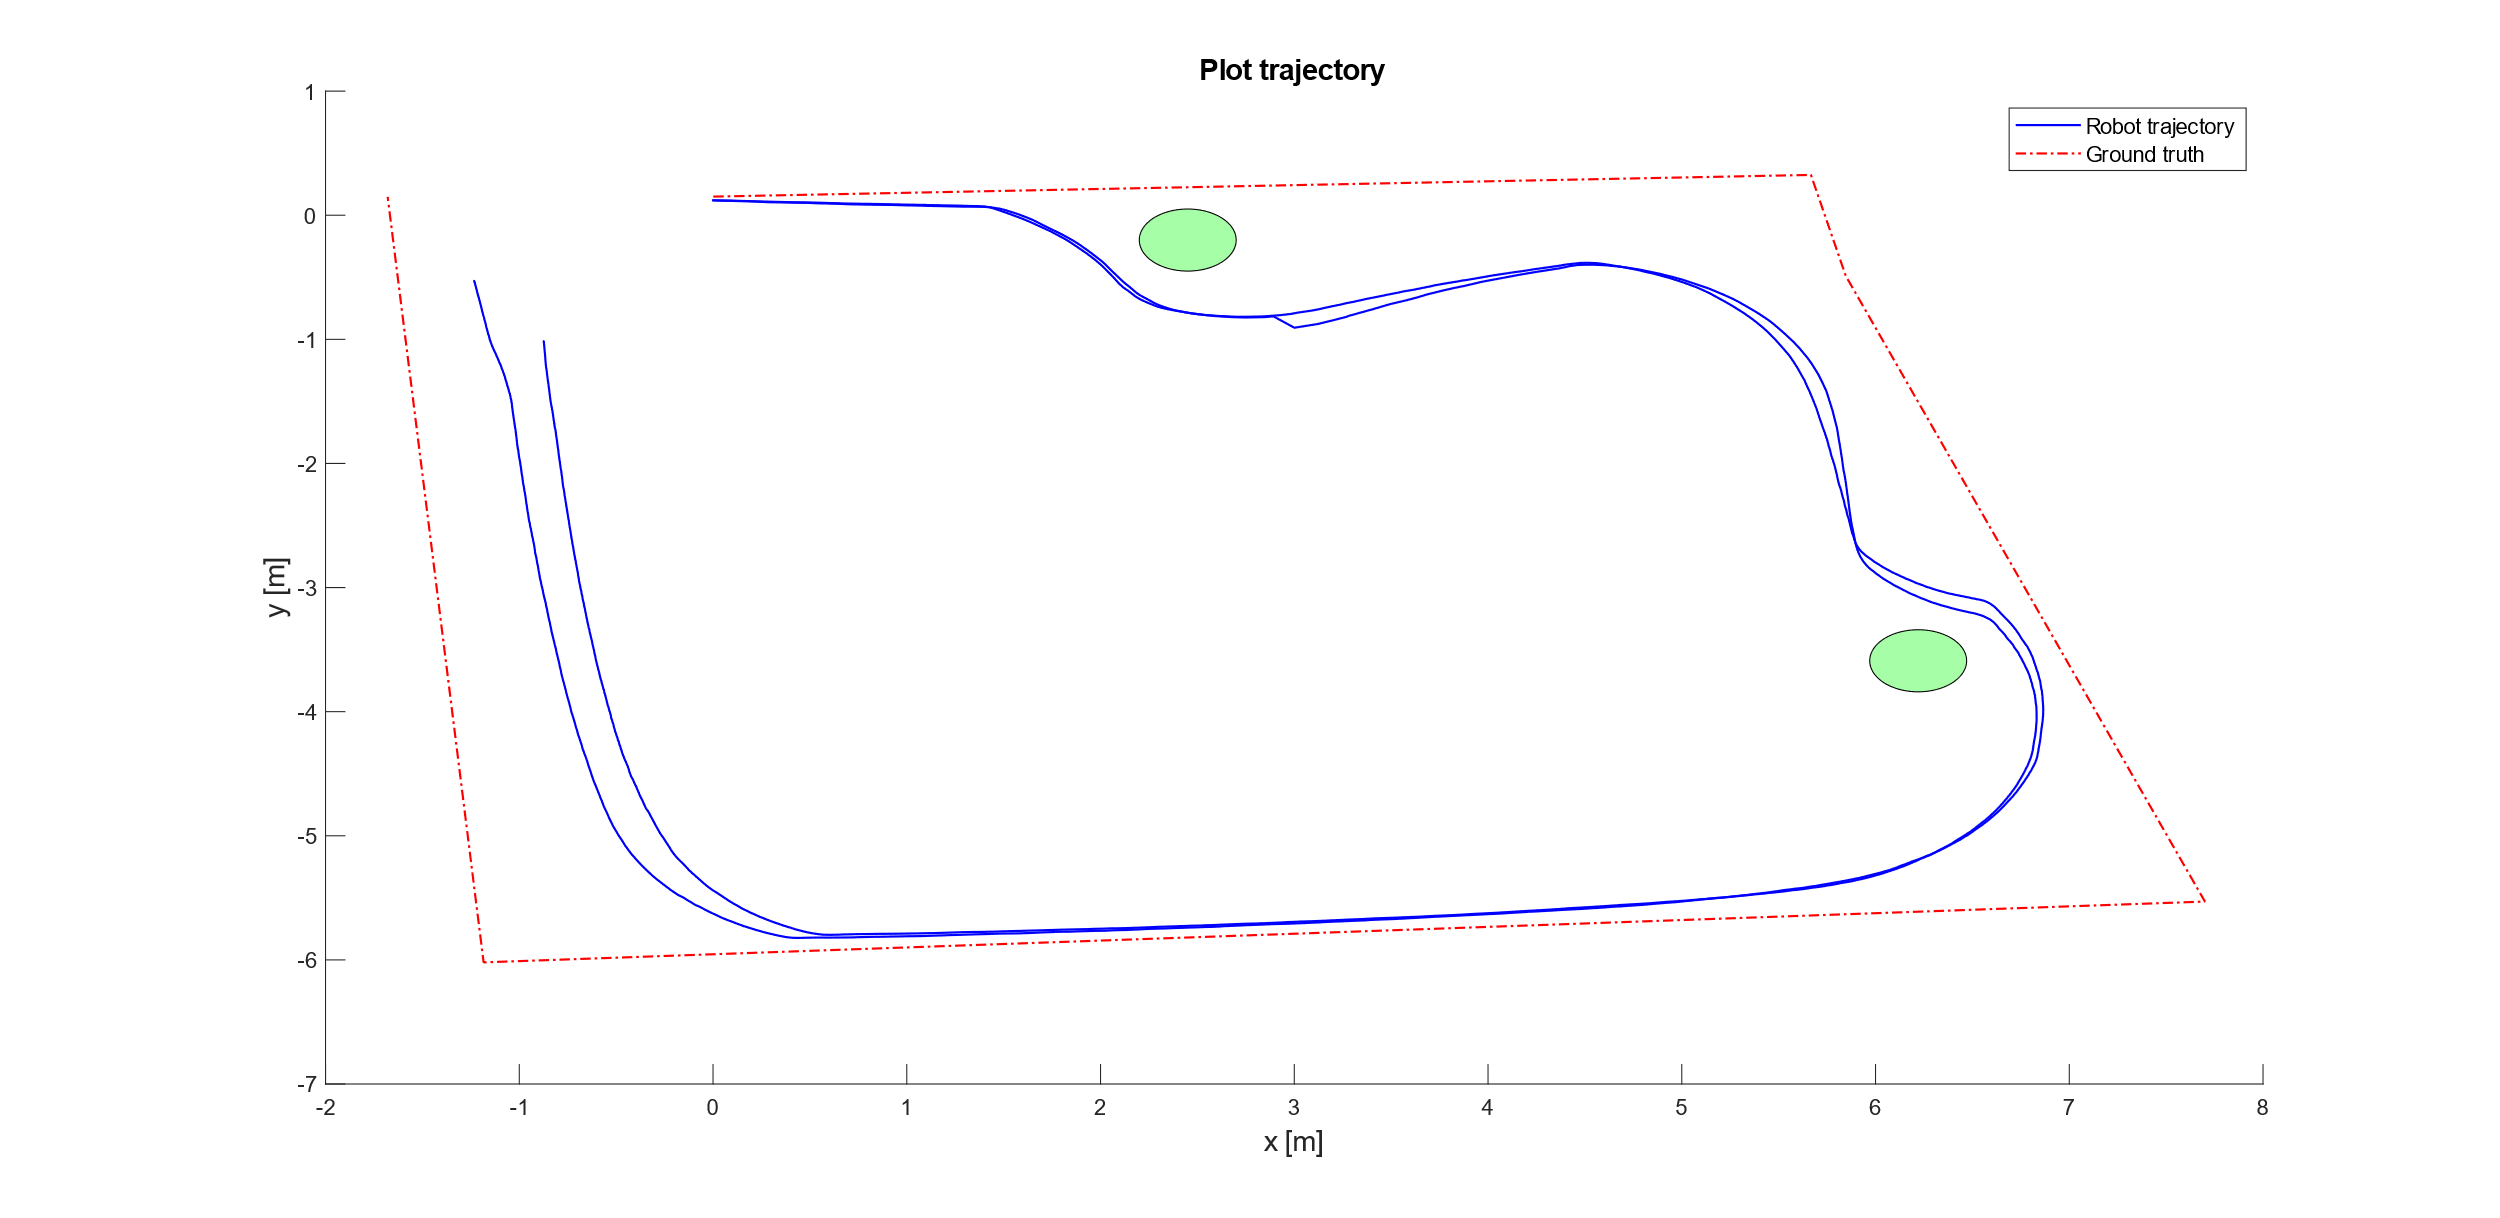 Plot trajectory
Robot trajectory
Ground truth
1
0
-1
-2
-3
-4
-5
-6
-7
y [m]
-2 -1 0 1 2 3 4 5 6 7 8
x [m]